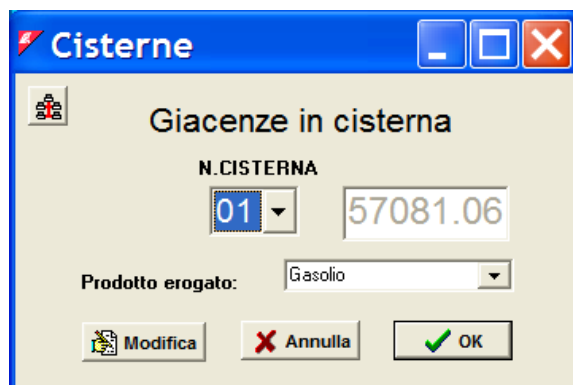 Cisterne
Giacenze in cisterna
N.CISTERNA
01 57081.06
Prodotto erogato: Gasolio
Modifica Annulla OK